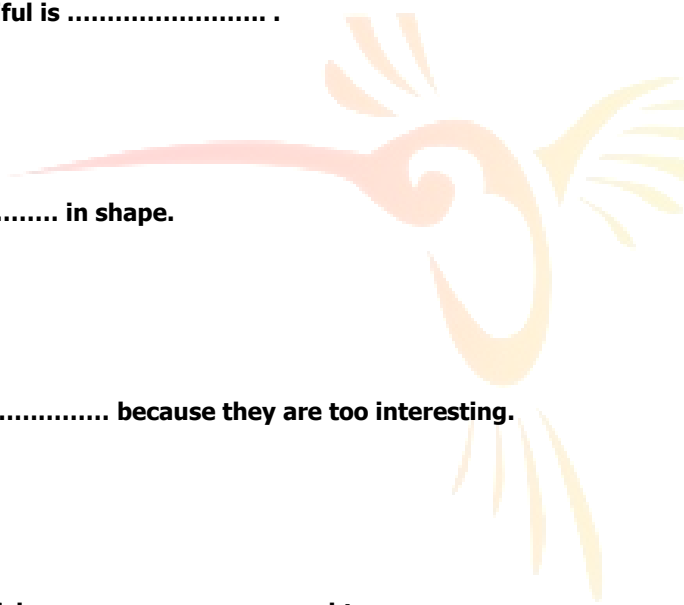 ful is ......................... .
........ in shape.
.............. because they are too interesting.